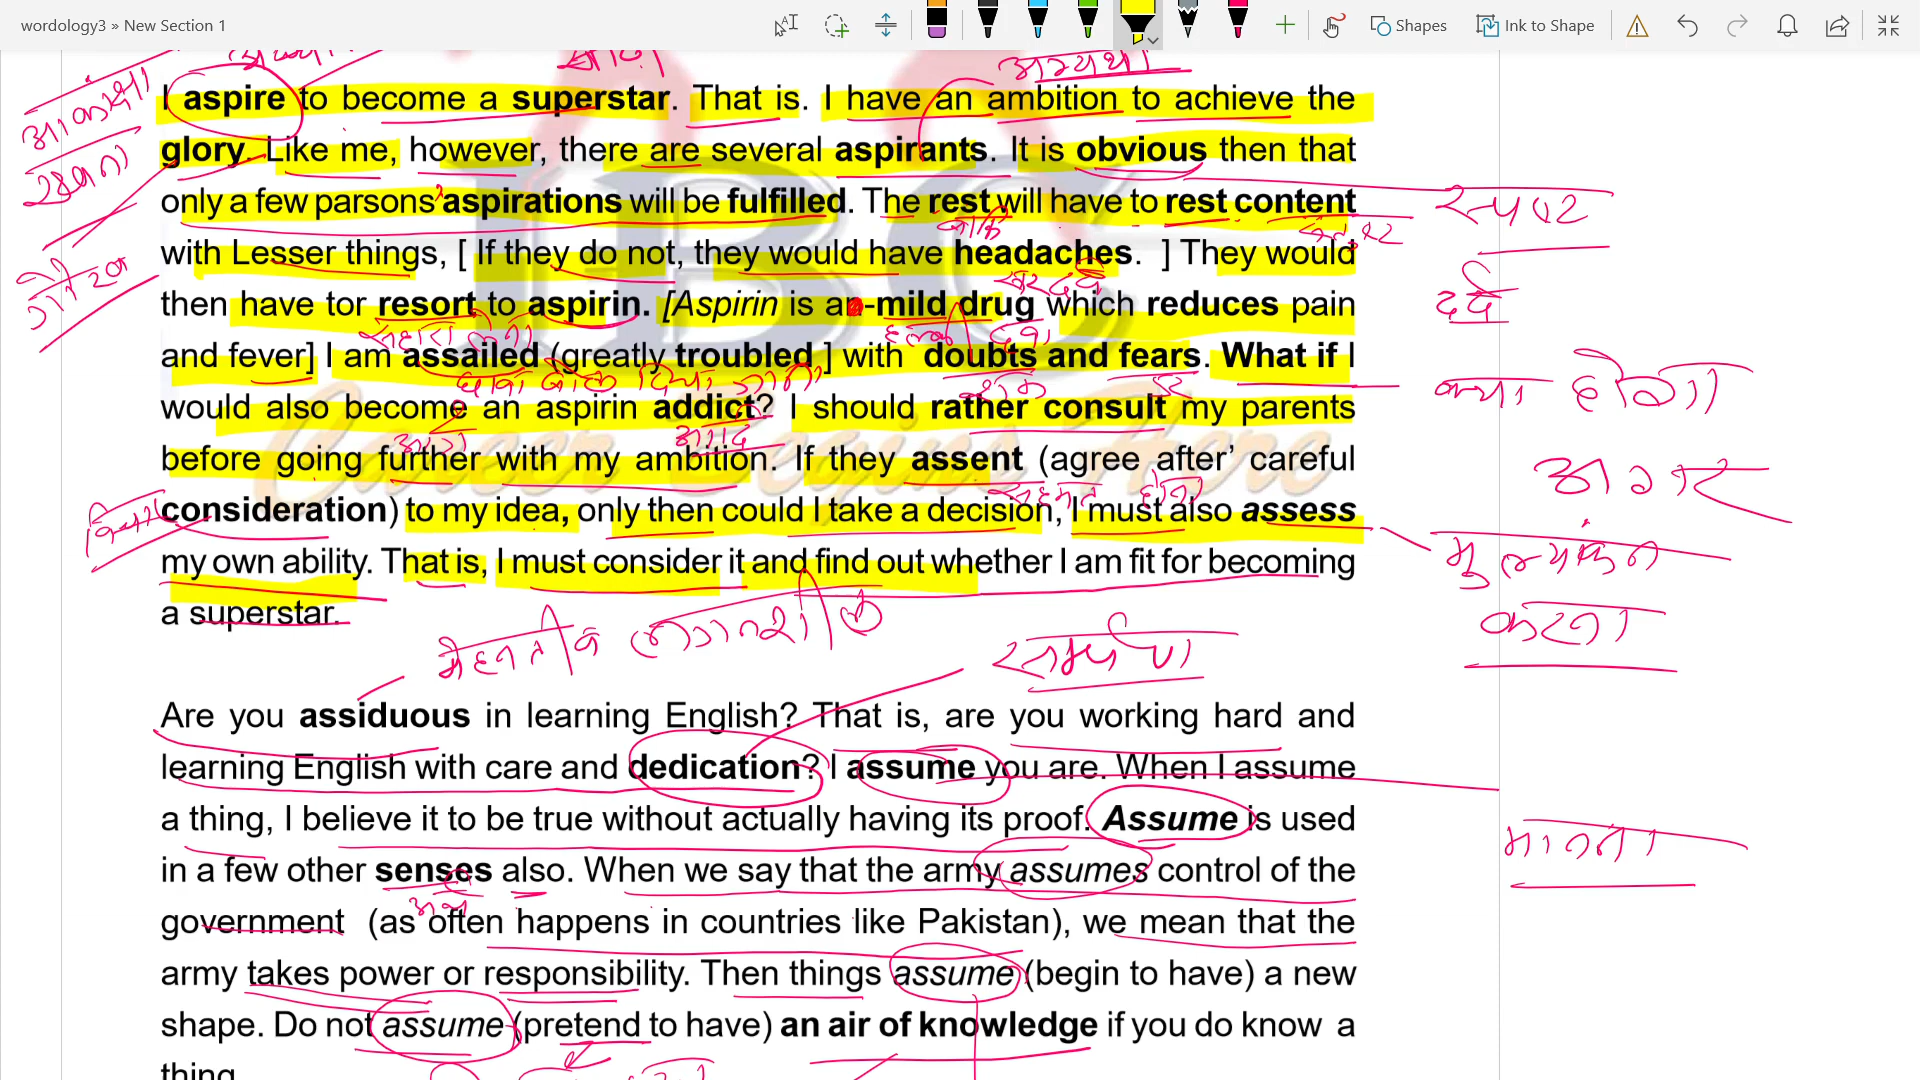 wordology3 » New Section 1
Shapes
Ink to Shape
I aspire to become a superstar. That is. I have an ambition to achieve the
glory. Like me, however, there are several aspirants. It is obvious then that
only a few parsons’aspirations will be fulfilled. The rest will have to rest content
with Lesser things, [ If they do not, they would have headaches. ] They would
then have tor resort to aspirin. [Aspirin is a -mild drug which reduces pain
and fever] I am assailed (greatly troubled ] with doubts and fears. What if I
would also become an aspirin addict? I should rather consult my parents
before going further with my ambition. If they assent (agree after’ careful
consideration) to my idea, only then could I take a decision, I must also assess
my own ability. That is, I must consider it and find out whether I am fit for becoming
a superstar.
स्पष्ट
दर्द
क्या होगा
अगर
मूल्यांकन
करना
Are you assiduous in learning English? That is, are you working hard and
learning English with care and dedication? I assume you are. When I assume
a thing, I believe it to be true without actually having its proof. Assume is used
in a few other senses also. When we say that the army assumes control of the
government (as often happens in countries like Pakistan), we mean that the
army takes power or responsibility. Then things assume (begin to have) a new
shape. Do not assume (pretend to have) an air of knowledge if you do know a
thing
मानना